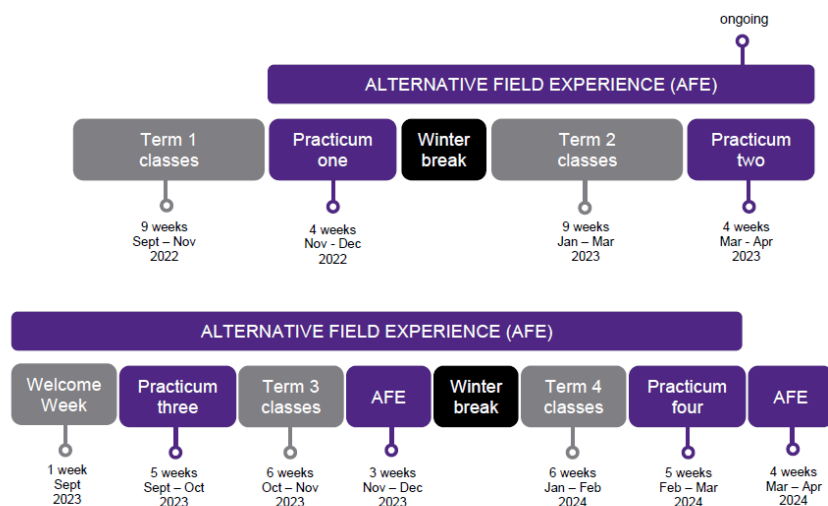 ongoing
ALTERNATIVE FIELD EXPERIENCE (AFE)
Term 1
classes
Practicum
one
Winter
break
Term 2
classes
Practicum
two
9 weeks
Sept – Nov
2022
4 weeks
Nov - Dec
2022
9 weeks
Jan – Mar
2023
4 weeks
Mar - Apr
2023
ALTERNATIVE FIELD EXPERIENCE (AFE)
Welcome
Week
Practicum
three
Term 3
classes
AFE
Winter
break
Term 4
classes
Practicum
four
AFE
1 week
Sept
2023
5 weeks
Sept – Oct
2023
6 weeks
Oct – Nov
2023
3 weeks
Nov – Dec
2023
6 weeks
Jan – Feb
2024
5 weeks
Feb – Mar
2024
4 weeks
Mar – Apr
2024